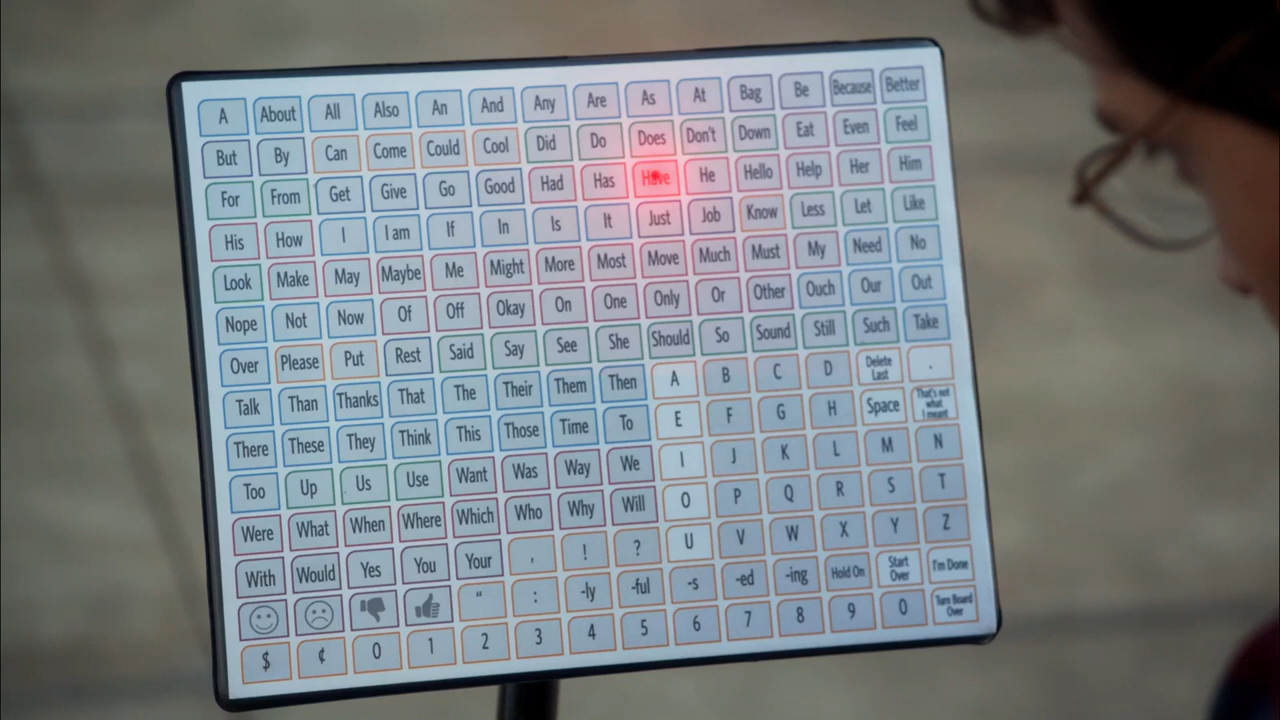 A About All Also An And Any Are As At Bag Be Because Better
But By Can Come Could Cool Did Do Does Don't Down Eat Even Feel
For From Get Give Go Good Had Has Have He Hello Help Her Him
His How I I am If In Is It Just Job Know Less Let Like
Look Make May Maybe Me Might More Most Move Much Must My Need No
Nope Not Now Of Off Okay On One Only Or Other Ouch Our Out
Over Please Put Rest Said Say See She Should So Sound Still Such Take
Talk Than Thanks That The Their Them Then A B C D Delete Last .
There These They Think This Those Time To E F G H Space That's not what I meant
Too Up Us Use Want Was Way We I J K L M N
Were What When Where Which Who Why Will O P Q R S T
With Would Yes You Your , ! ? U V W X Y Z
“ : -ly -ful -s -ed -ing Hold On Start Over I'm Done
$ ¢ 0 1 2 3 4 5 6 7 8 9 0 Turn Board Over